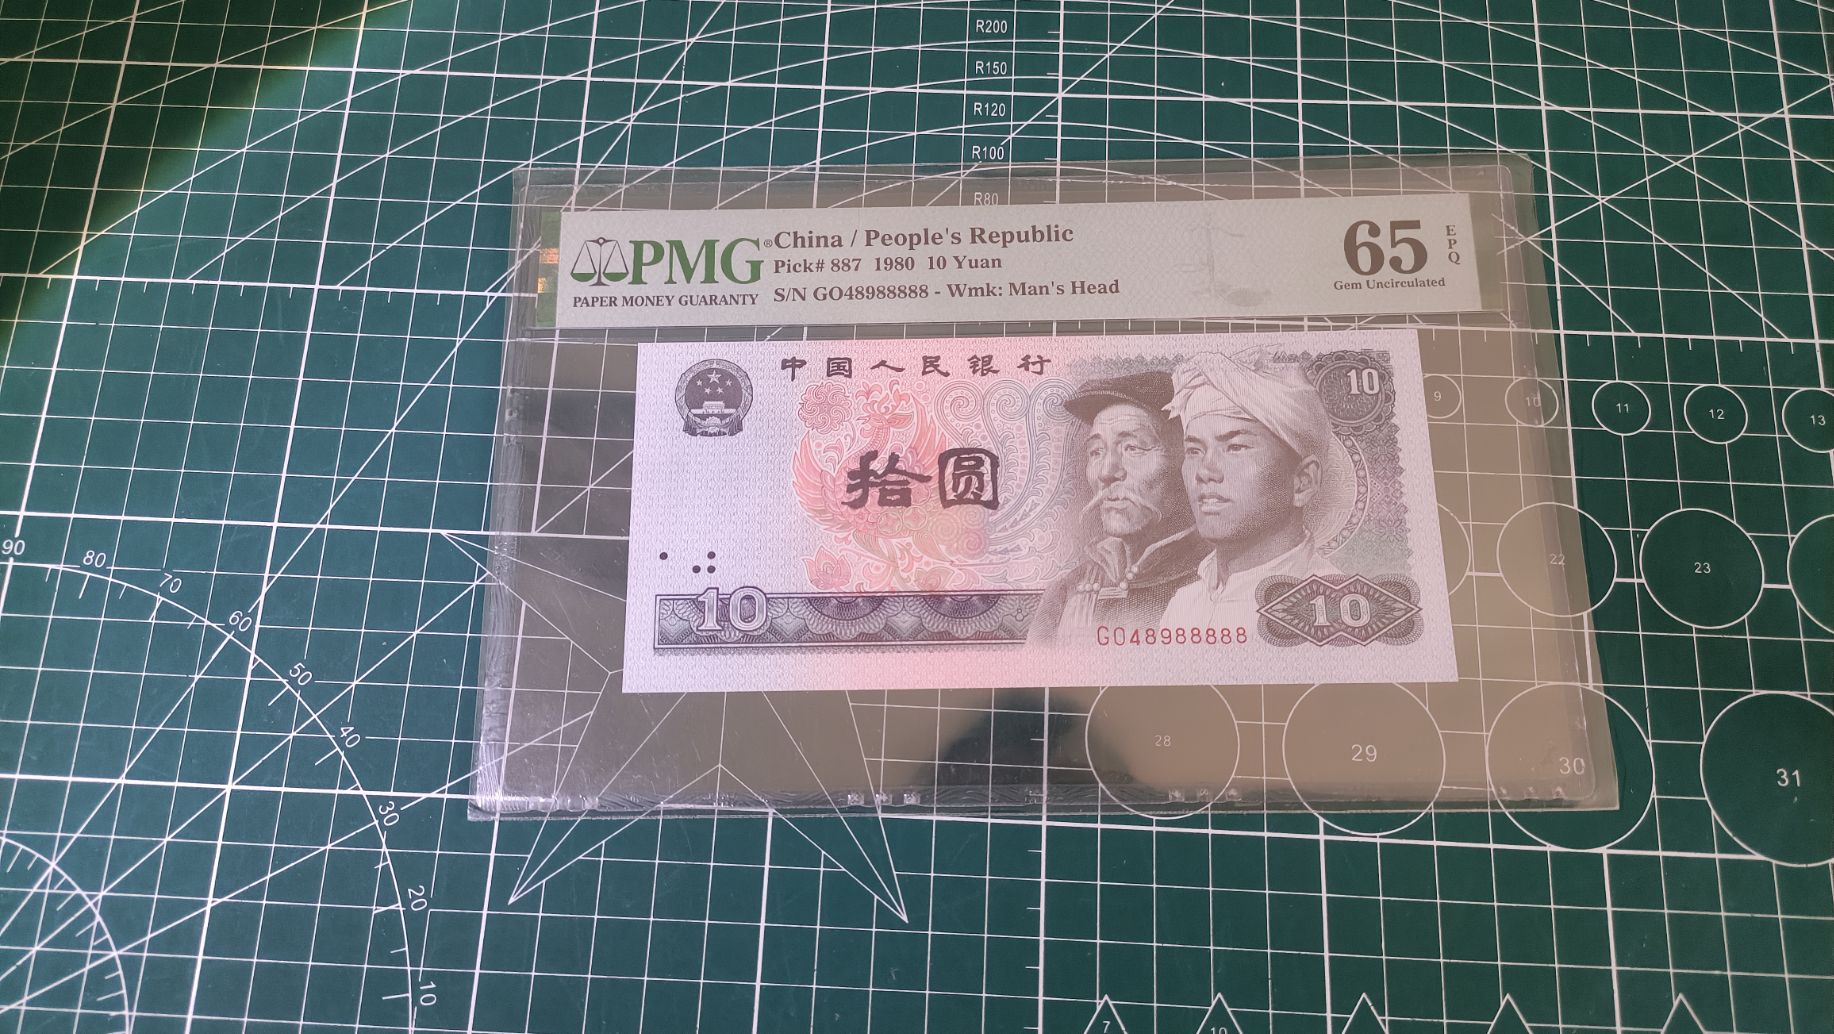 R200
R150
R120
R100
R80
PMG® China / People's Republic
Pick# 887 1980 10 Yuan
PAPER MONEY GUARANTY S/N GO48988888 - Wmk: Man's Head
65 EPQ
Gem Uncirculated
中国人民银行
10
拾圆
10
GO48988888
10
9
10
11
12
13
22
23
28
29
30
31
90
80
70
60
50
40
30
20
10
7
10